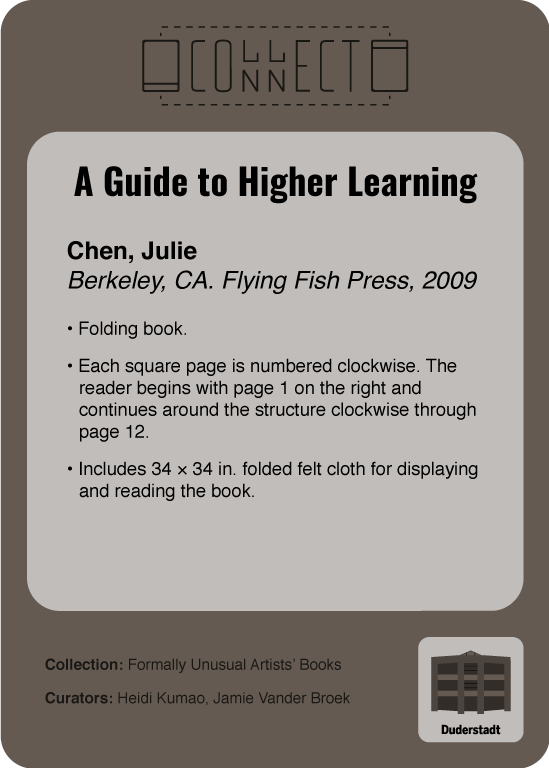 COLLECT
CONNECT
A Guide to Higher Learning
Chen, Julie
Berkeley, CA. Flying Fish Press, 2009
• Folding book.
• Each square page is numbered clockwise. The
reader begins with page 1 on the right and
continues around the structure clockwise through
page 12.
• Includes 34 × 34 in. folded felt cloth for displaying
and reading the book.
Collection: Formally Unusual Artists’ Books
Curators: Heidi Kumao, Jamie Vander Broek
Duderstadt